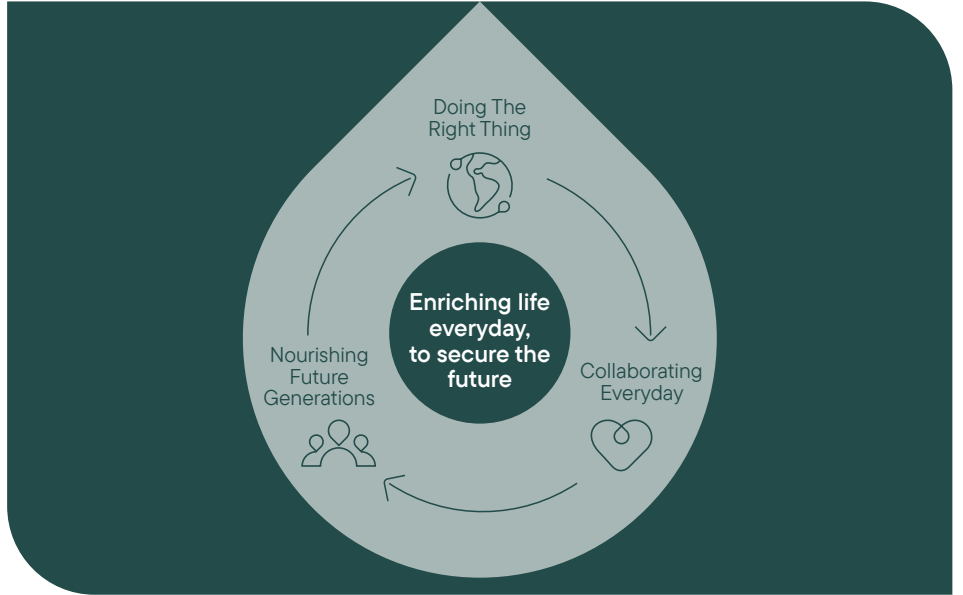 Doing The
Right Thing
Enriching life
everyday,
to secure the
future
Nourishing
Future
Generations
Collaborating
Everyday